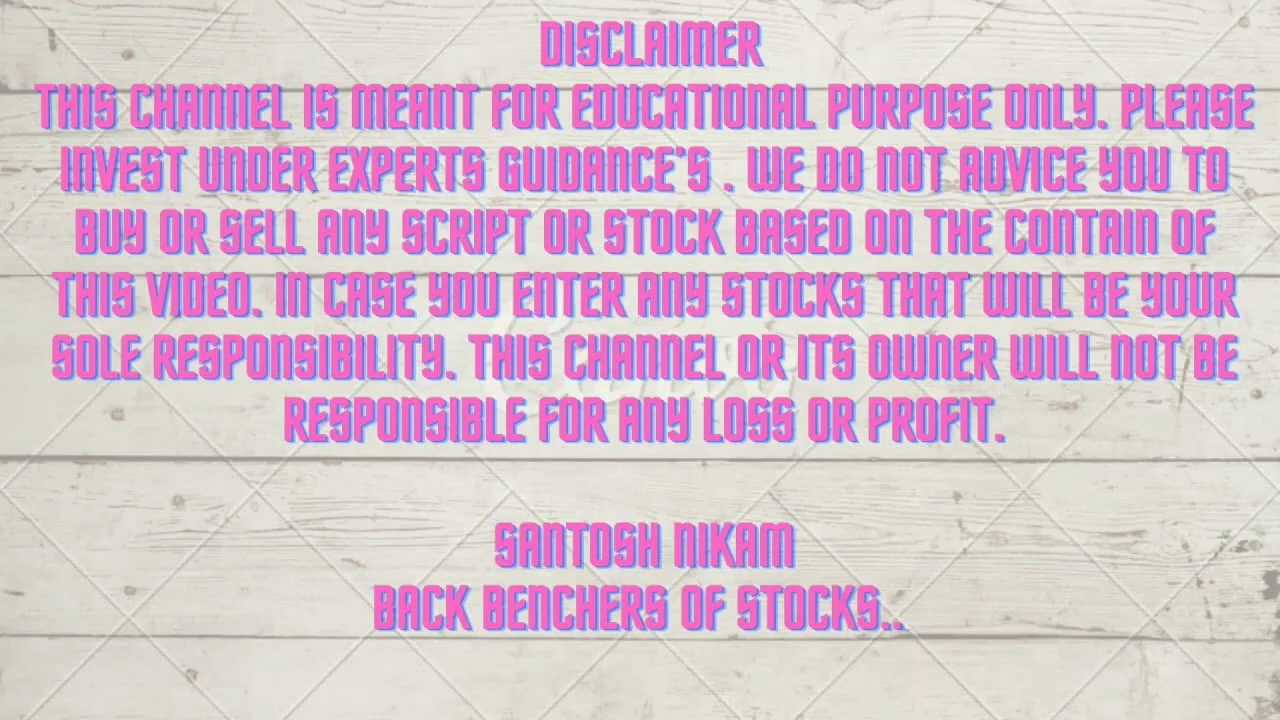 DISCLAIMER
THIS CHANNEL IS MEANT FOR EDUCATIONAL PURPOSE ONLY. PLEASE
INVEST UNDER EXPERTS GUIDANCE'S . WE DO NOT ADVICE YOU TO
BUY OR SELL ANY SCRIPT OR STOCK BASED ON THE CONTAIN OF
THIS VIDEO. IN CASE YOU ENTER ANY STOCKS THAT WILL BE YOUR
SOLE RESPONSIBILITY. THIS CHANNEL OR ITS OWNER WILL NOT BE
RESPONSIBLE FOR ANY LOSS OR PROFIT.
SANTOSH NIKAM
BACK BENCHERS OF STOCKS..